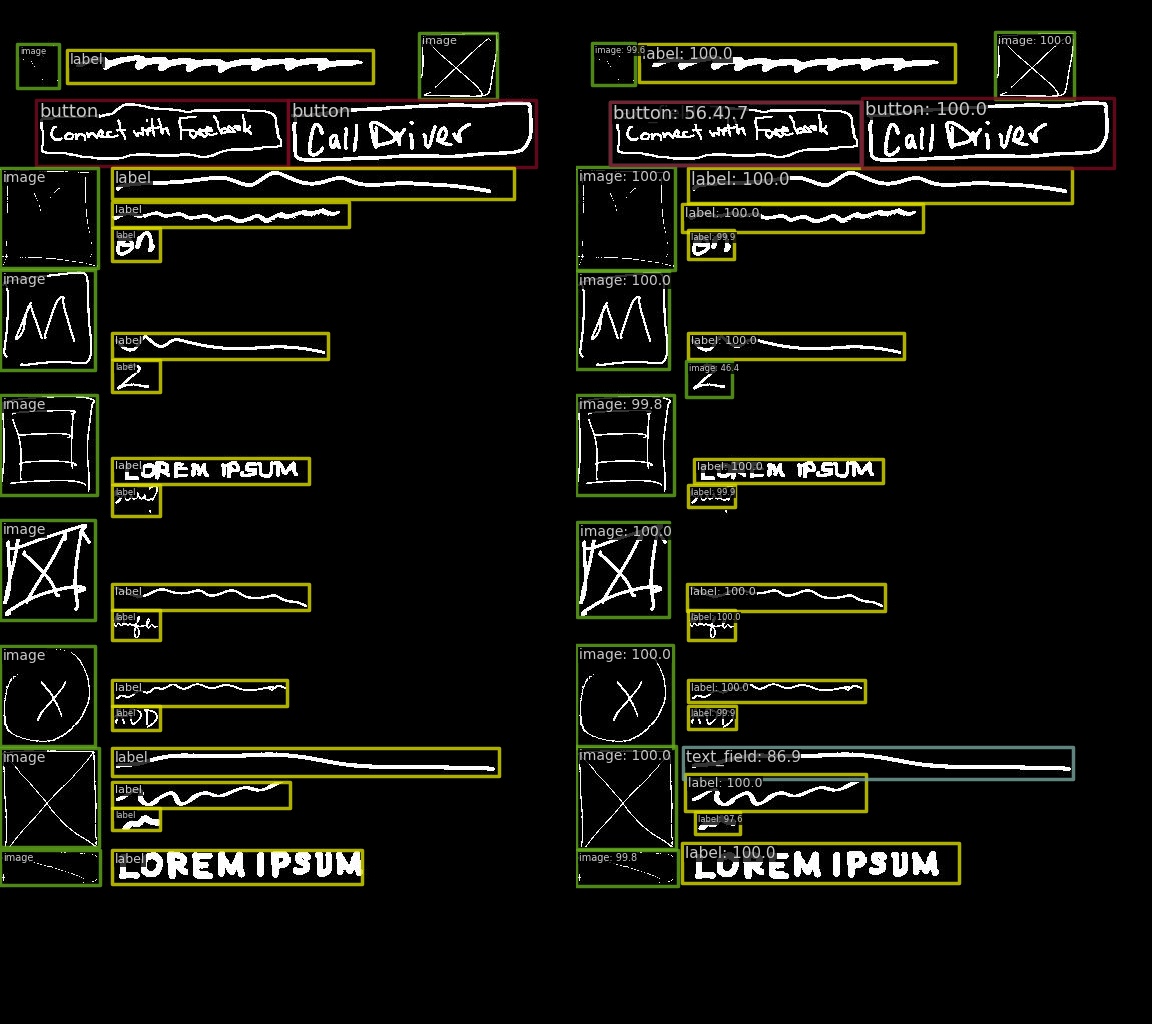 image
label
image
button
Connect with Facebook
button
Call Driver
image
label
label
label
on
image
M
label
label
2
image
label
LOREM IPSUM
label
image
label
label
image
X
label
label
image
label
label
label
image
label
LOREM IPSUM
image: 99.6
label: 100.0
image: 100.0
button: 56.4
Connect with Facebook
button: 100.0
Call Driver
image: 100.0
label: 100.0
label: 100.0
label: 99.9
on
image: 100.0
M
label: 100.0
image: 46.4
2
image: 99.8
label: 100.0
LOREM IPSUM
label: 99.9
image: 100.0
label: 100.0
label: 100.0
image: 100.0
X
label: 100.0
label: 99.9
image: 100.0
text_field: 86.9
label: 100.0
label: 97.6
image: 99.8
label: 100.0
LOREM IPSUM